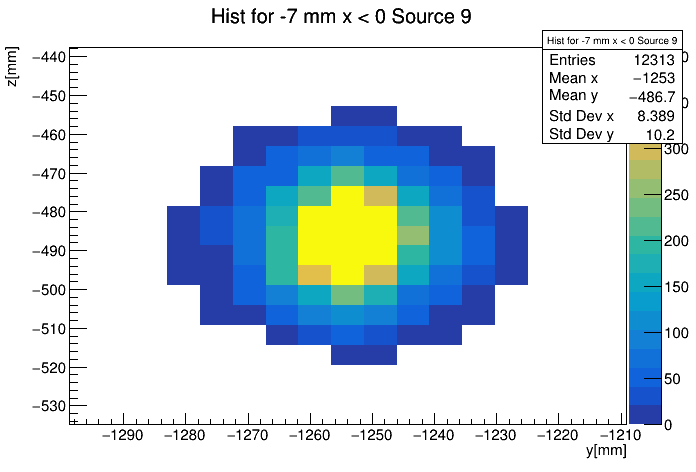 Hist for -7 mm x < 0 Source 9
Hist for -7 mm x < 0 Source 9
Entries 12313
Mean x −1253
Mean y −486.7
Std Dev x 8.389
Std Dev y 10.2
z[mm]
−440
−450
−460
−470
−480
−490
−500
−510
−520
−530
−1290
−1280
−1270
−1260
−1250
−1240
−1230
−1220
−1210
y[mm]
300
250
200
150
100
50
0